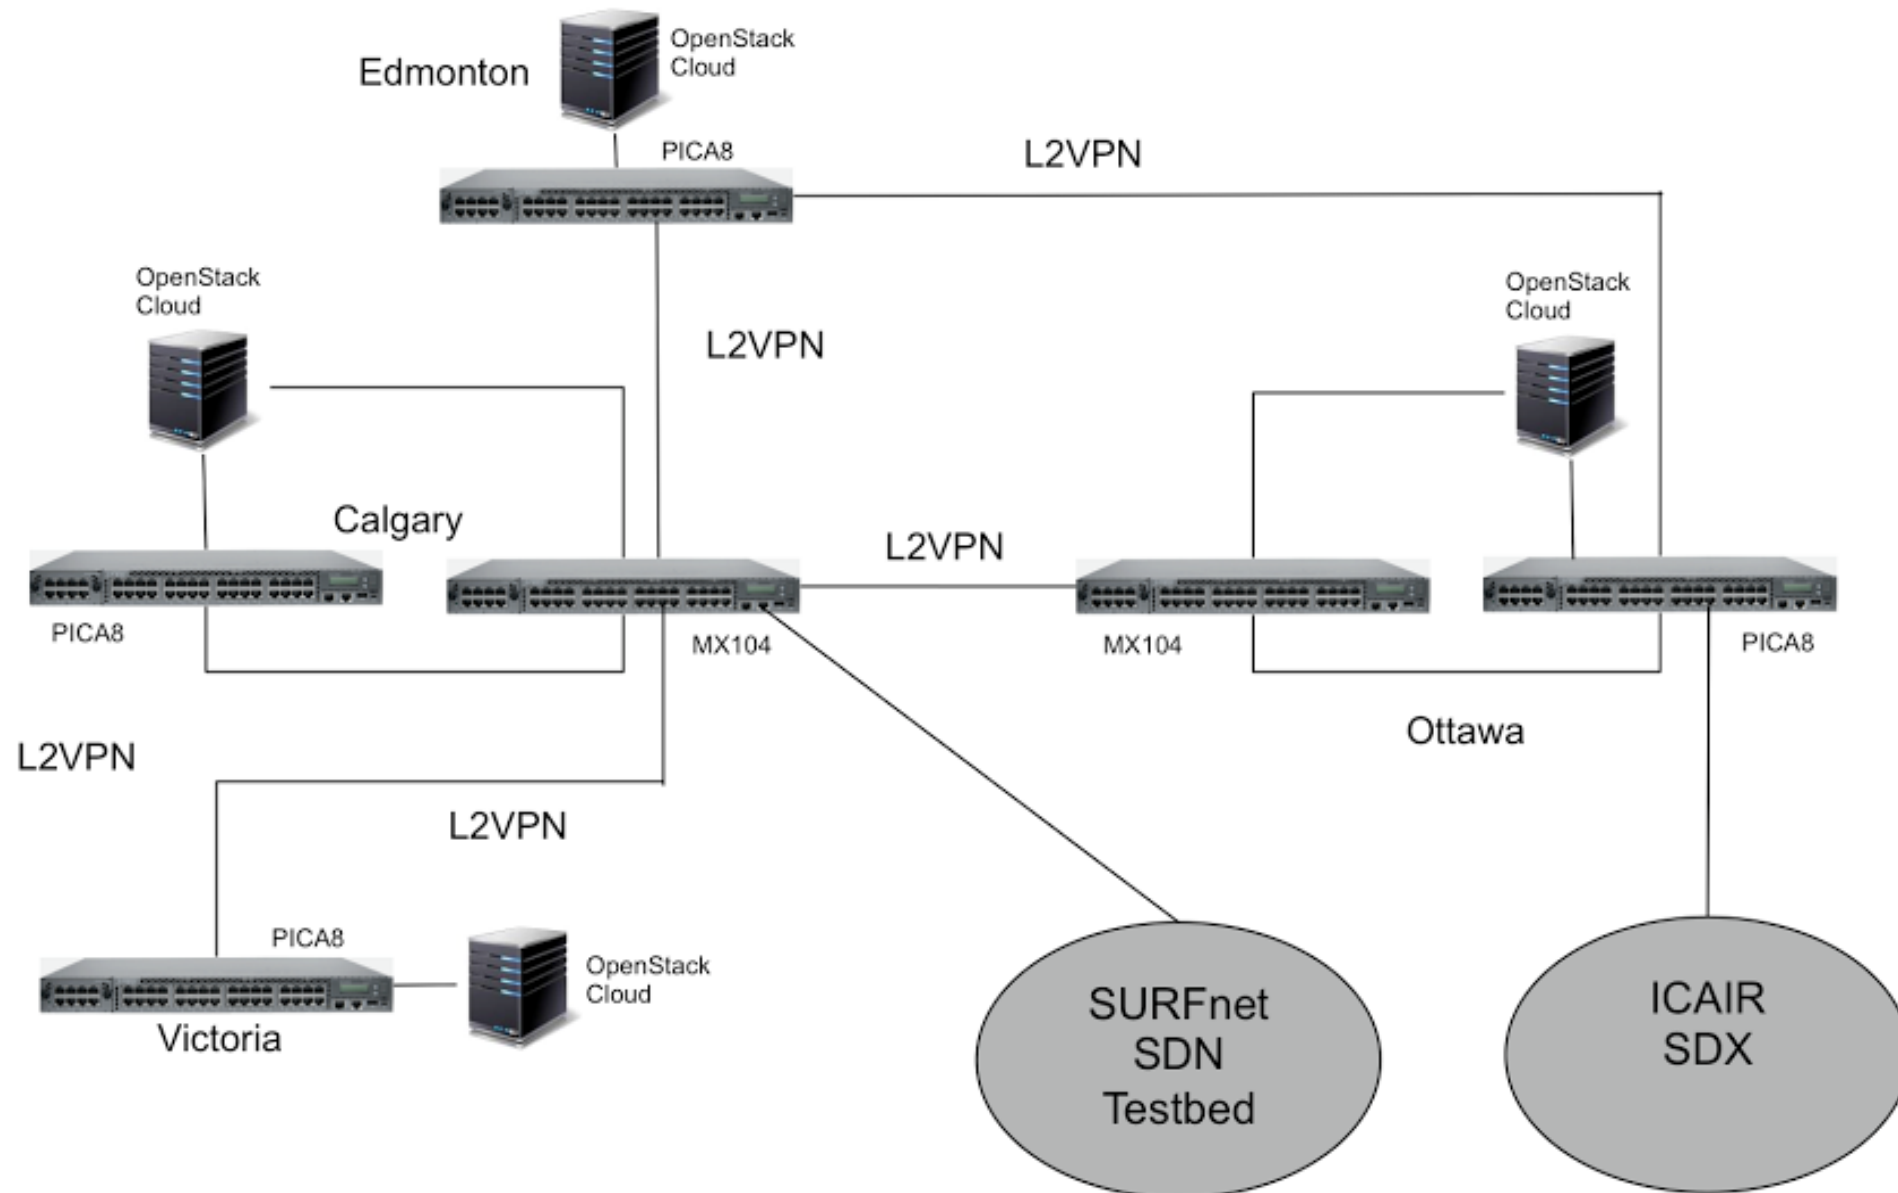 OpenStack
Cloud
Edmonton
PICA8
L2VPN
OpenStack
Cloud
L2VPN
OpenStack
Cloud
Calgary
L2VPN
PICA8
MX104
MX104
PICA8
Ottawa
L2VPN
L2VPN
PICA8
OpenStack
Cloud
Victoria
SURFnet
SDN
Testbed
ICAIR
SDX